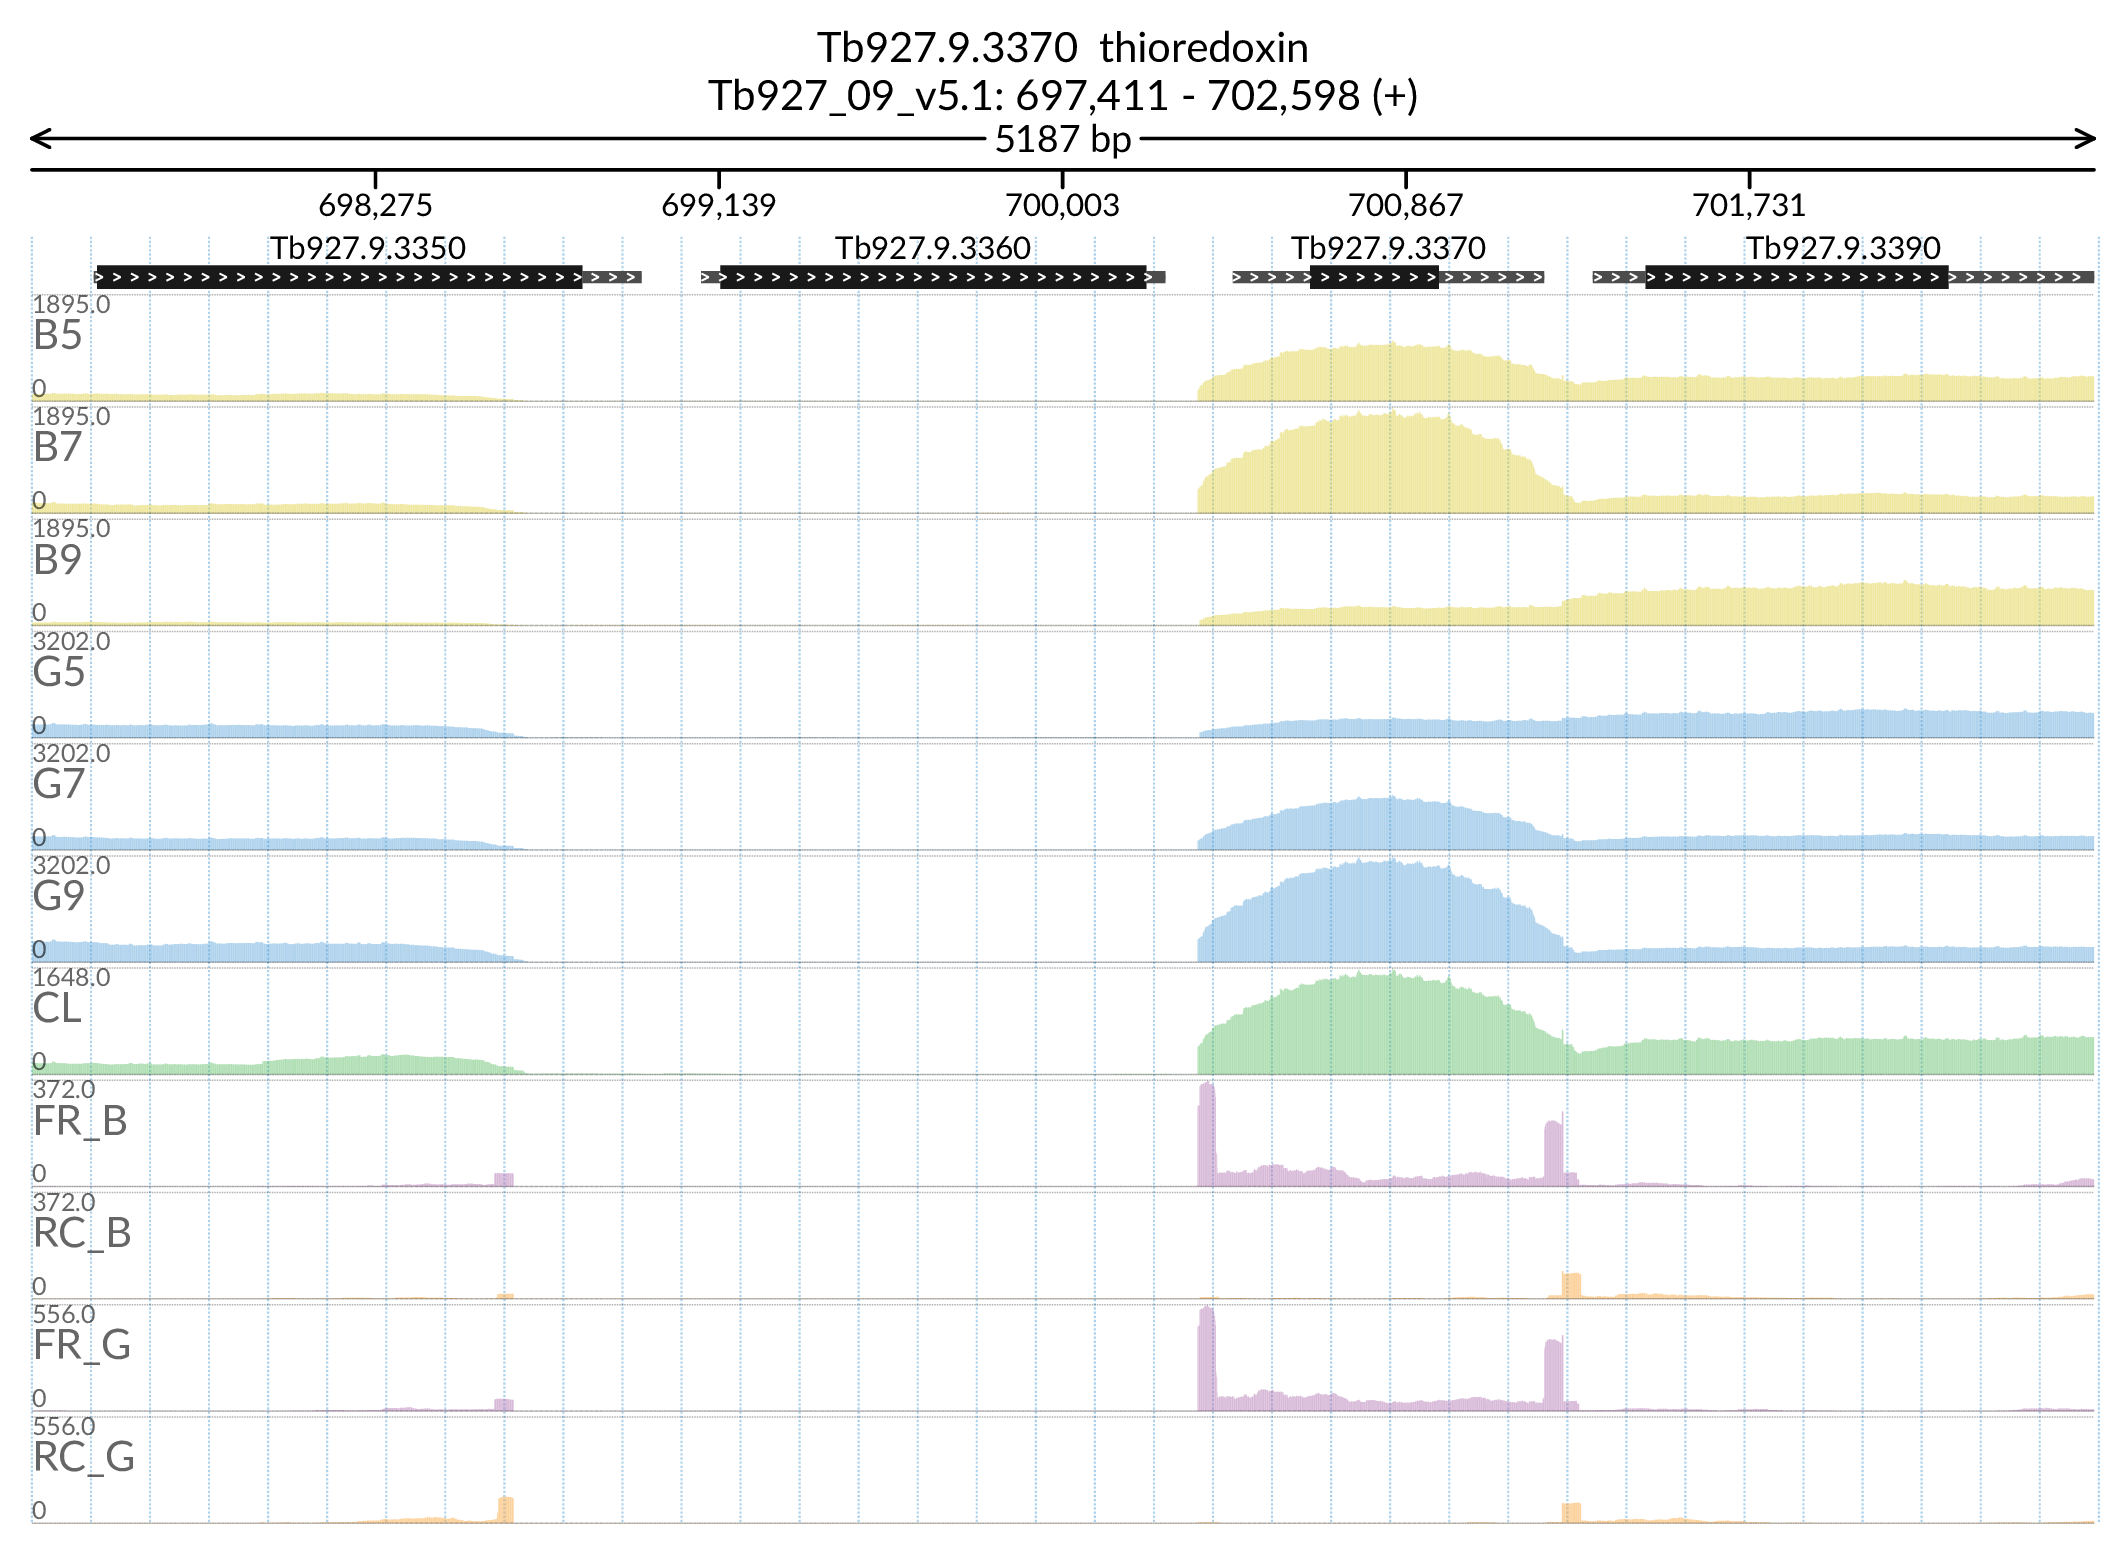 Tb927.9.3370 thioredoxin
Tb927_09_v5.1: 697,411 - 702,598 (+)
5187 bp
698,275 699,139 700,003 700,867 701,731
Tb927.9.3350 Tb927.9.3360 Tb927.9.3370 Tb927.9.3390
1895.0
B5
0
1895.0
B7
0
1895.0
B9
0
3202.0
G5
0
3202.0
G7
0
3202.0
G9
0
1648.0
CL
0
372.0
FR_B
0
372.0
RC_B
0
556.0
FR_G
0
556.0
RC_G
0